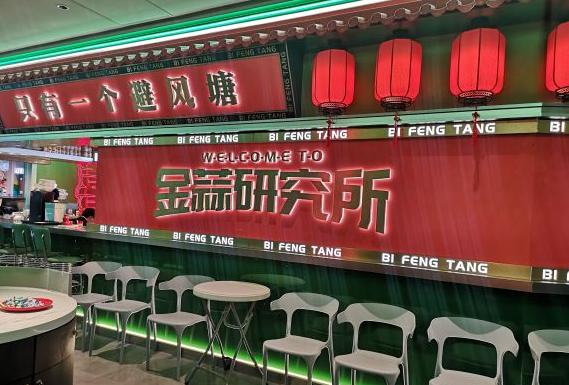 BI FENG TANG
只有一个避风塘
BI FENG TANG BI FENG TANG BI FENG TANG BI
WELCOME TO
金蒜研究所
BI FENG TANG BI FENG TANG BI FENG TANG BI FENG TANG BI